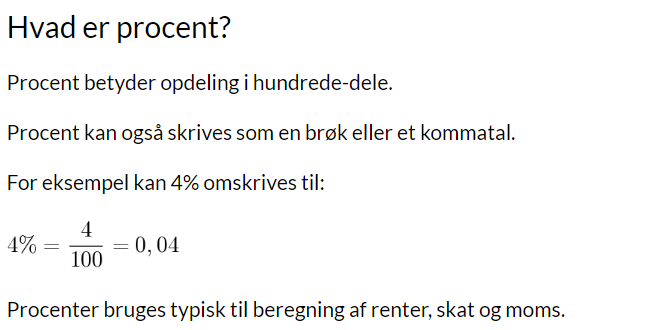 Hvad er procent?
Procent betyder opdeling i hundrede-dele.
Procent kan også skrives som en brøk eller et kommatal.
For eksempel kan 4% omskrives til:
4% = 4/100 = 0,04
Procenter bruges typisk til beregning af renter, skat og moms.